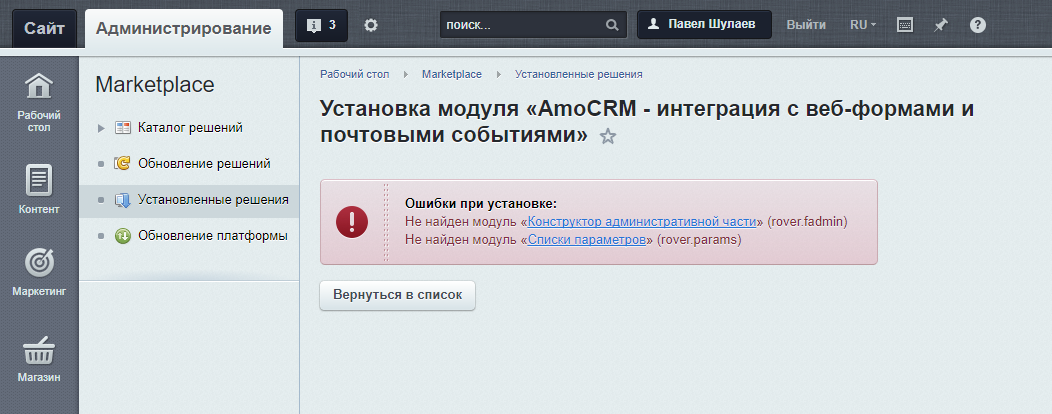 Сайт
Администрирование
3
поиск...
Павел Шулаев
Выйти
RU
?
Рабочий
стол
Контент
Маркетинг
Магазин
Marketplace
Каталог решений
Обновление решений
Установленные решения
Обновление платформы
Рабочий стол Marketplace Установленные решения
Установка модуля «AmoCRM - интеграция с веб-формами и
почтовыми событиями»
Ошибки при установке:
Не найден модуль «Конструктор административной части» (rover.fadmin)
Не найден модуль «Списки параметров» (rover.params)
Вернуться в список